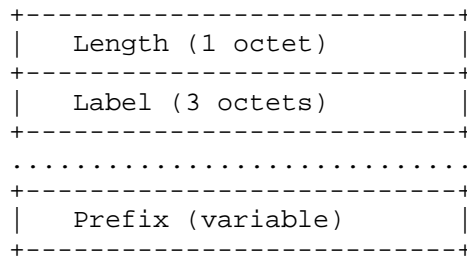 +---------------------------+
|   Length (1 octet)        |
+---------------------------+
|   Label (3 octets)        |
+---------------------------+
.............................
+---------------------------+
|   Prefix (variable)       |
+---------------------------+